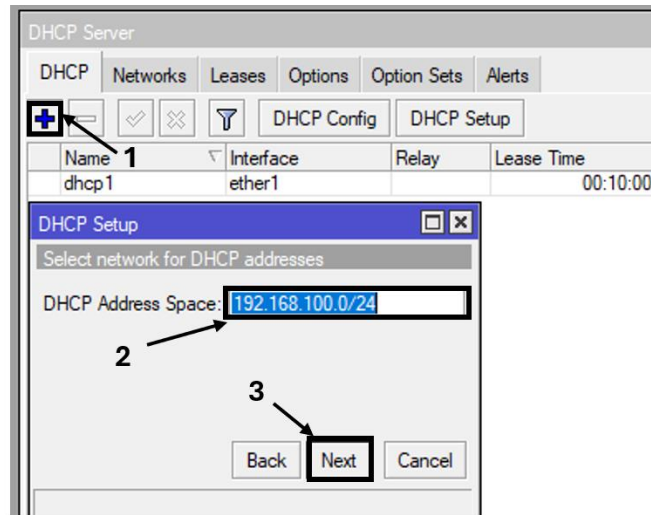 DHCP Server
DHCP Networks Leases Options Option Sets Alerts
DHCP Config DHCP Setup
Name Interface Relay Lease Time
1
dhcp1 ether1 00:10:00
DHCP Setup
Select network for DHCP addresses
DHCP Address Space: 192.168.100.0/24
2
3
Back Next Cancel